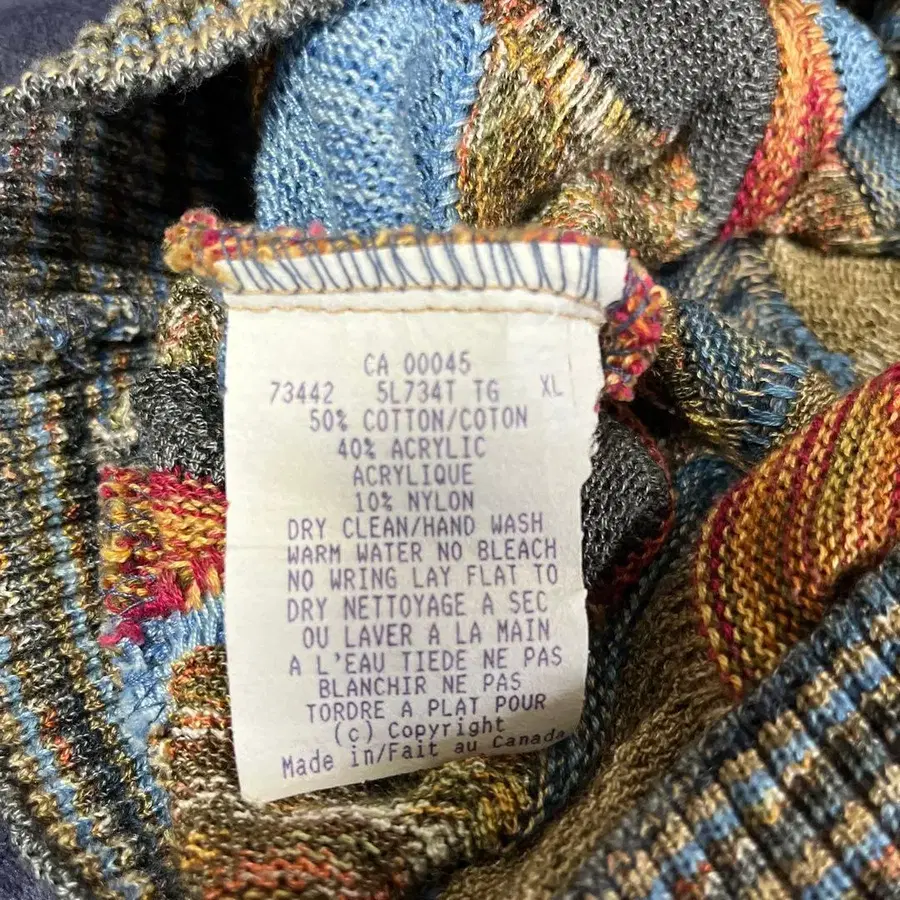 CA 00045
73442 5L734T TG XL
50% COTTON/COTON
40% ACRYLIC
ACRYLIQUE
10% NYLON
DRY CLEAN/HAND WASH
WARM WATER NO BLEACH
NO WRING LAY FLAT TO
DRY NETTOYAGE A SEC
OU LAVER A LA MAIN
A L'EAU TIEDE NE PAS
BLANCHIR NE PAS
TORDRE A PLAT POUR
(c) Copyright
Made in/Fait au Canada